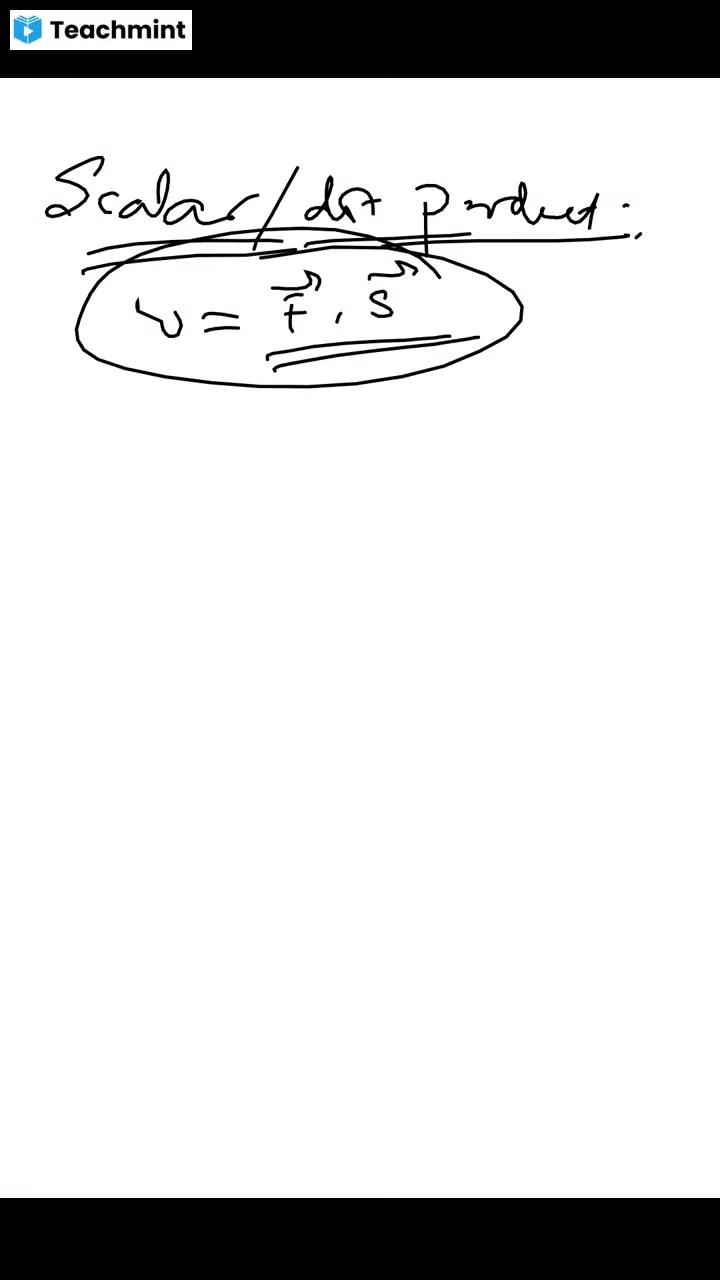 Teachmint
Scalar/dot product:
w = F⃗ . S⃗